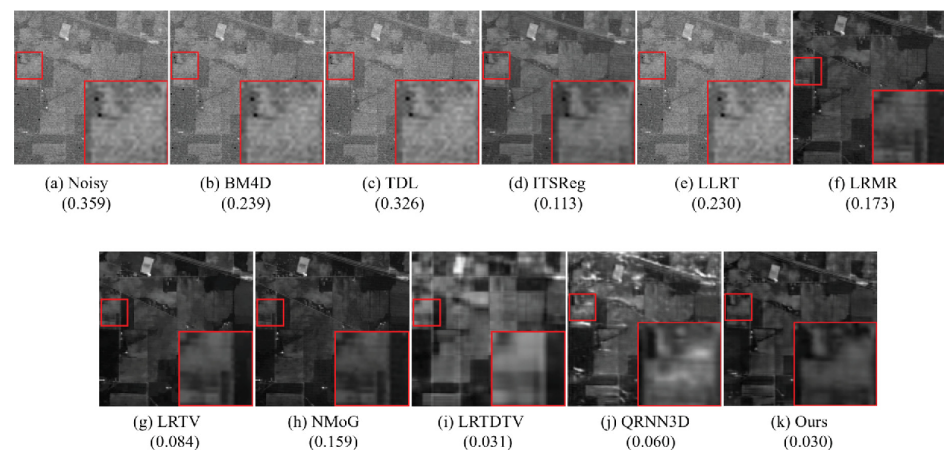 (a) Noisy (b) BM4D (c) TDL (d) ITSReg (e) LLRT (f) LRMR
(0.359) (0.239) (0.326) (0.113) (0.230) (0.173)
(g) LRTV (h) NMoG (i) LRTDTV (j) QRNN3D (k) Ours
(0.084) (0.159) (0.031) (0.060) (0.030)